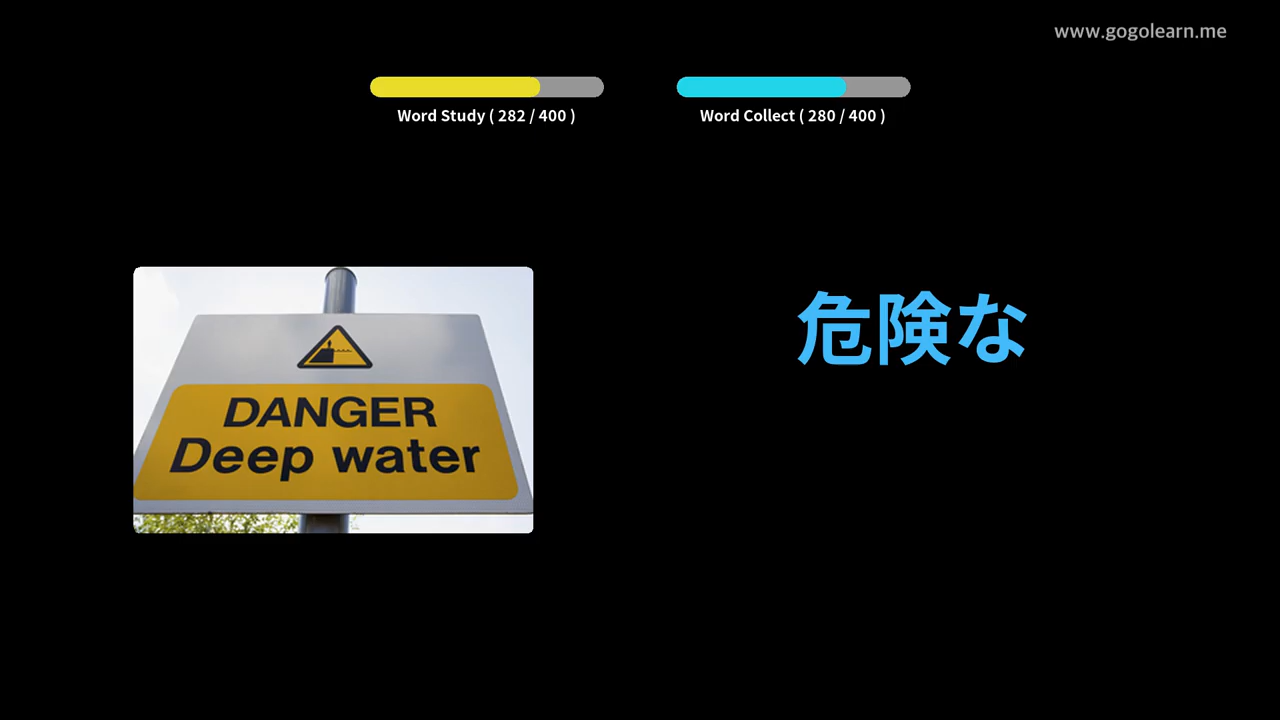 www.gogolearn.me
Word Study ( 282 / 400 )
Word Collect ( 280 / 400 )
DANGER
Deep water
危険な